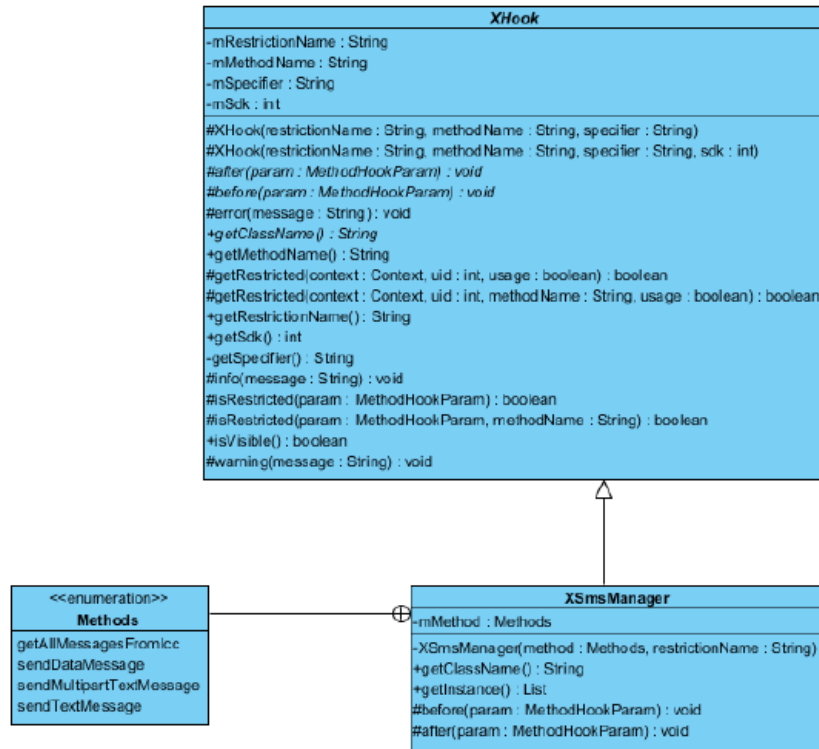 XHook
-mRestrictionName : String
-mMethodName : String
-mSpecifier : String
-mSdk : int
#XHook(restrictionName : String, methodName : String, specifier : String)
#XHook(restrictionName : String, methodName : String, specifier : String, sdk : int)
#after(param : MethodHookParam) : void
#before(param : MethodHookParam) : void
#error(message : String) : void
+getClassName() : String
+getMethodName() : String
#getRestricted(context : Context, uid : int, usage : boolean) : boolean
#getRestricted(context : Context, uid : int, methodName : String, usage : boolean) : boolean
+getRestrictionName() : String
+getSdk() : int
-getSpecifier() : String
#info(message : String) : void
#isRestricted(param : MethodHookParam) : boolean
#isRestricted(param : MethodHookParam, methodName : String) : boolean
+isVisible() : boolean
#warning(message : String) : void
<<enumeration>>
Methods
getAllMessagesFromIcc
sendDataMessage
sendMultipartTextMessage
sendTextMessage
XSmsManager
-mMethod : Methods
-XSmsManager(method : Methods, restrictionName : String)
+getClassName() : String
+getInstance() : List
#before(param : MethodHookParam) : void
#after(param : MethodHookParam) : void